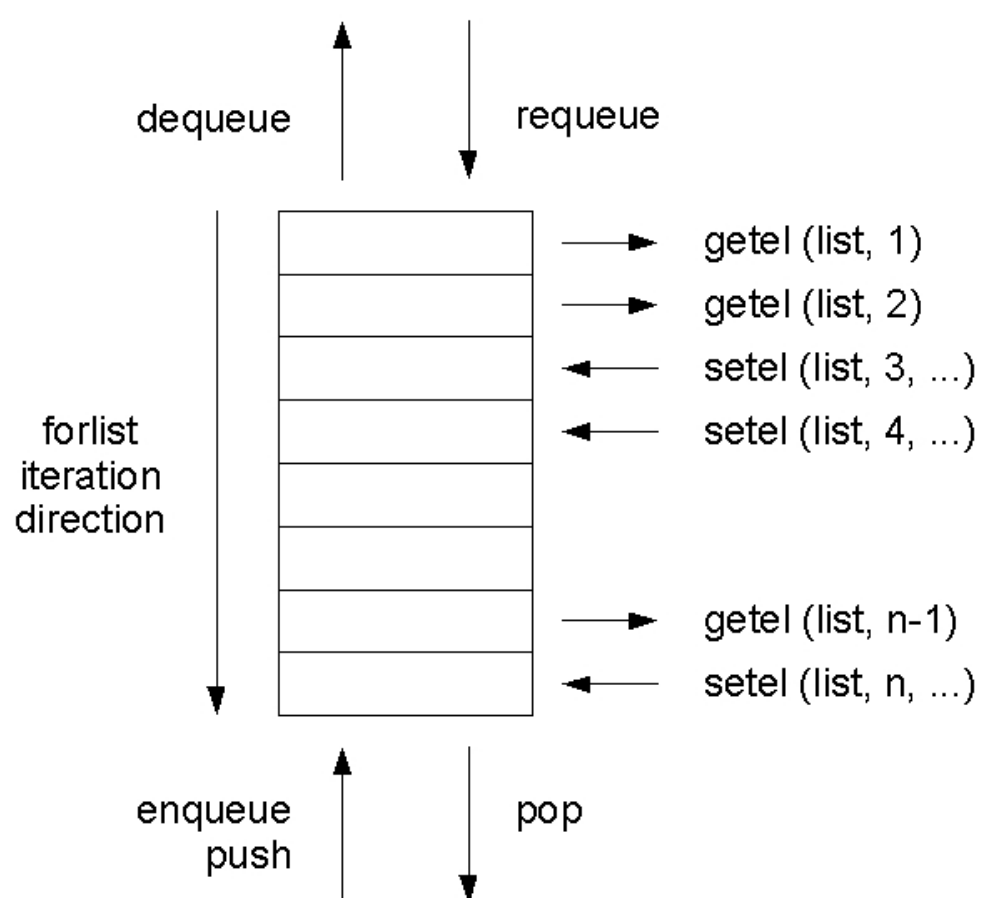 dequeue
requeue
getel (list, 1)
getel (list, 2)
setel (list, 3, ...)
setel (list, 4, ...)
forlist
iteration
direction
getel (list, n-1)
setel (list, n, ...)
enqueue
push
pop